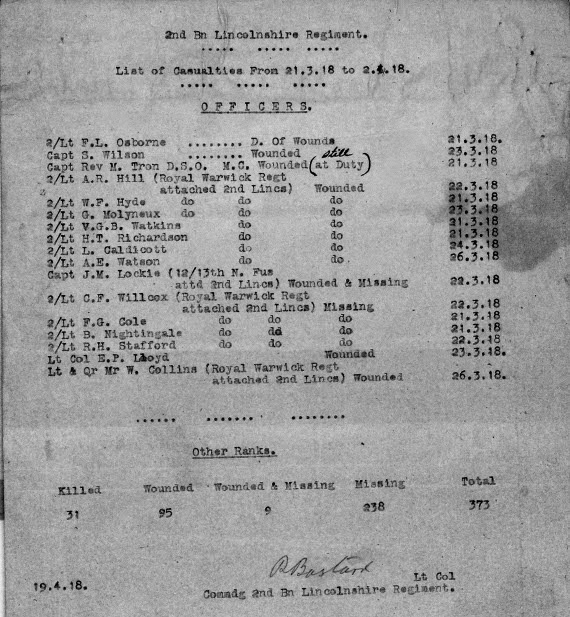 2nd Bn Lincolnshire Regiment.
..... ..... .....
List of Casualties From 21.3.18 to 2.4.18.
..... ..... .....
OFFICERS.
2/Lt F.L. Osborne ........ D. Of Wounds 21.3.18.
Capt S. Wilson ........ Wounded 23.3.18
still
Capt Rev M. Tron D.S.O. M.C. Wounded (at Duty) 21.3.18
2/Lt A.R. Hill (Royal Warwick Regt
attached 2nd Lincs) Wounded 22.3.18
2/Lt W.F. Hyde do do do 21.3.18
2/Lt G. Molyneux do do do 23.3.18
2/Lt V.G.B. Watkins do do 21.3.18
2/Lt H.T. Richardson do do 21.3.18
2/Lt L. Caldicott do do 24.3.18
2/Lt A.E. Watson do do. 26.3.18
Capt J.M. Lockie (12/13th N. Fus
attd 2nd Lincs) Wounded & Missing 22.3.18
2/Lt C.F. Willcox (Royal Warwick Regt
attached 2nd Lincs) Missing 22.3.18
2/Lt F.G. Cole do do do 21.3.18
2/Lt B. Nightingale do dd do 21.3.18
2/Lt R.H. Stafford do do do 22.3.18
Lt Col E.P. Lloyd Wounded 23.3.18.
Lt & Qr Mr W. Collins (Royal Warwick Regt
attached 2nd Lincs) Wounded 26.3.18
...... ...... ........
Other Ranks.
Killed Wounded Wounded & Missing Missing Total
31 95 9 238 373
R Bastard Lt Col
19.4.18. Commdg 2nd Bn Lincolnshire Regiment.